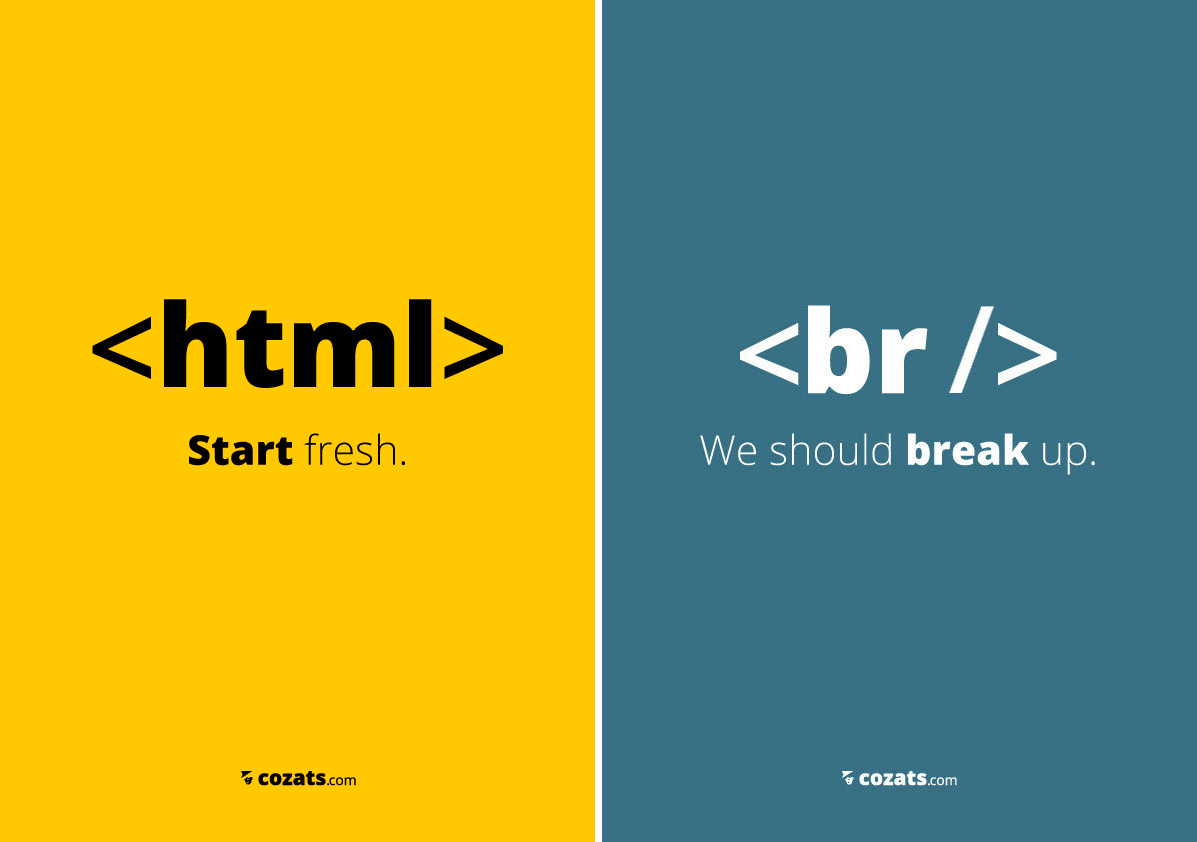 <html>
Start fresh.
cozats.com
<br />
We should break up.
cozats.com